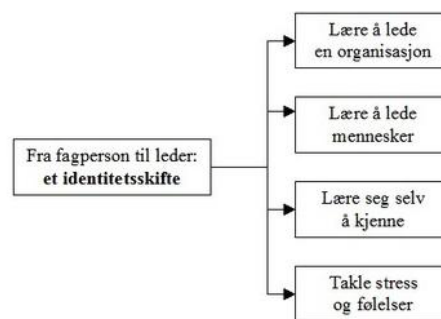 Fra fagperson til leder:
et identitetsskifte
Lære å lede
en organisasjon
Lære å lede
mennesker
Lære seg selv
å kjenne
Takle stress
og følelser